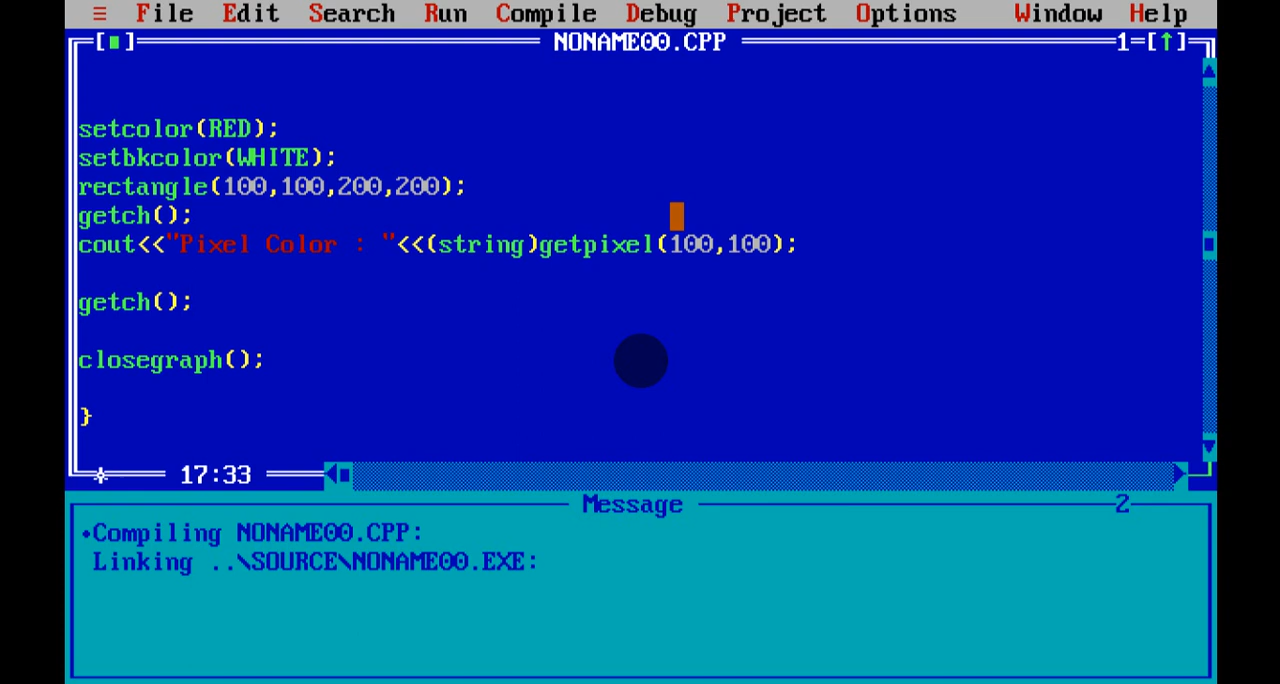 ≡ File Edit Search Run Compile Debug Project Options Window Help
[■] NONAME00.CPP 1=[↑]
setcolor(RED);
setbkcolor(WHITE);
rectangle(100,100,200,200);
getch();
cout<<"Pixel Color : "<<(string)getpixel(100,100);
getch();
closegraph();
}
17:33
Message 2
•Compiling NONAME00.CPP:
Linking ..\SOURCE\NONAME00.EXE: